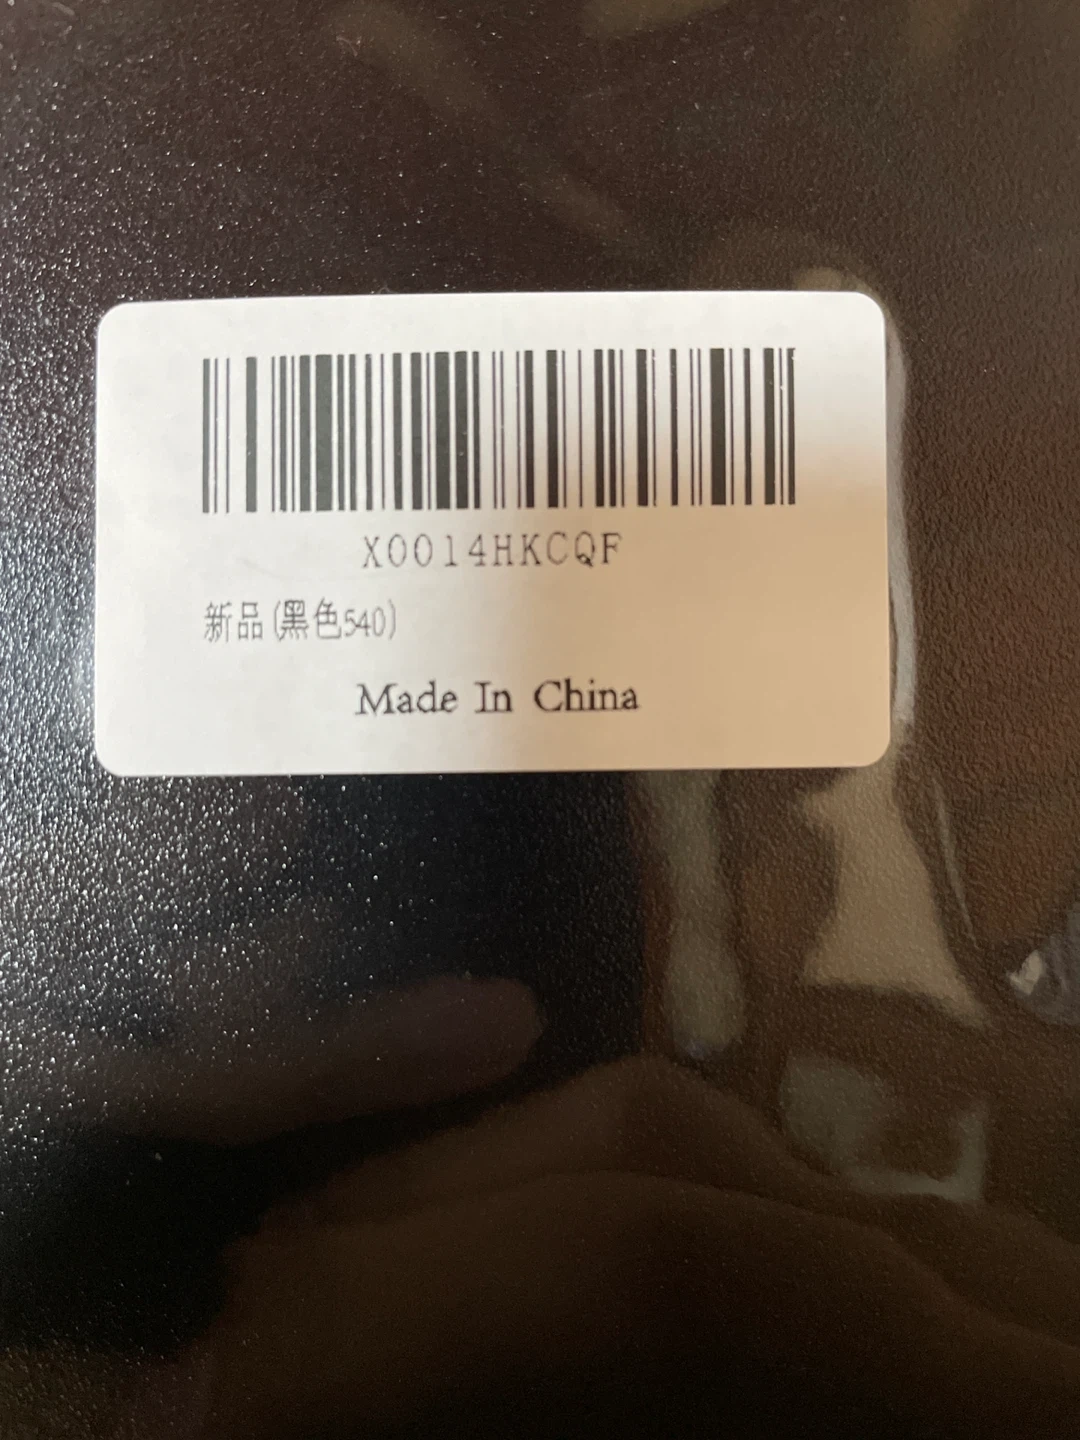 X0014HKCQF
新品(黑色540)
Made In China